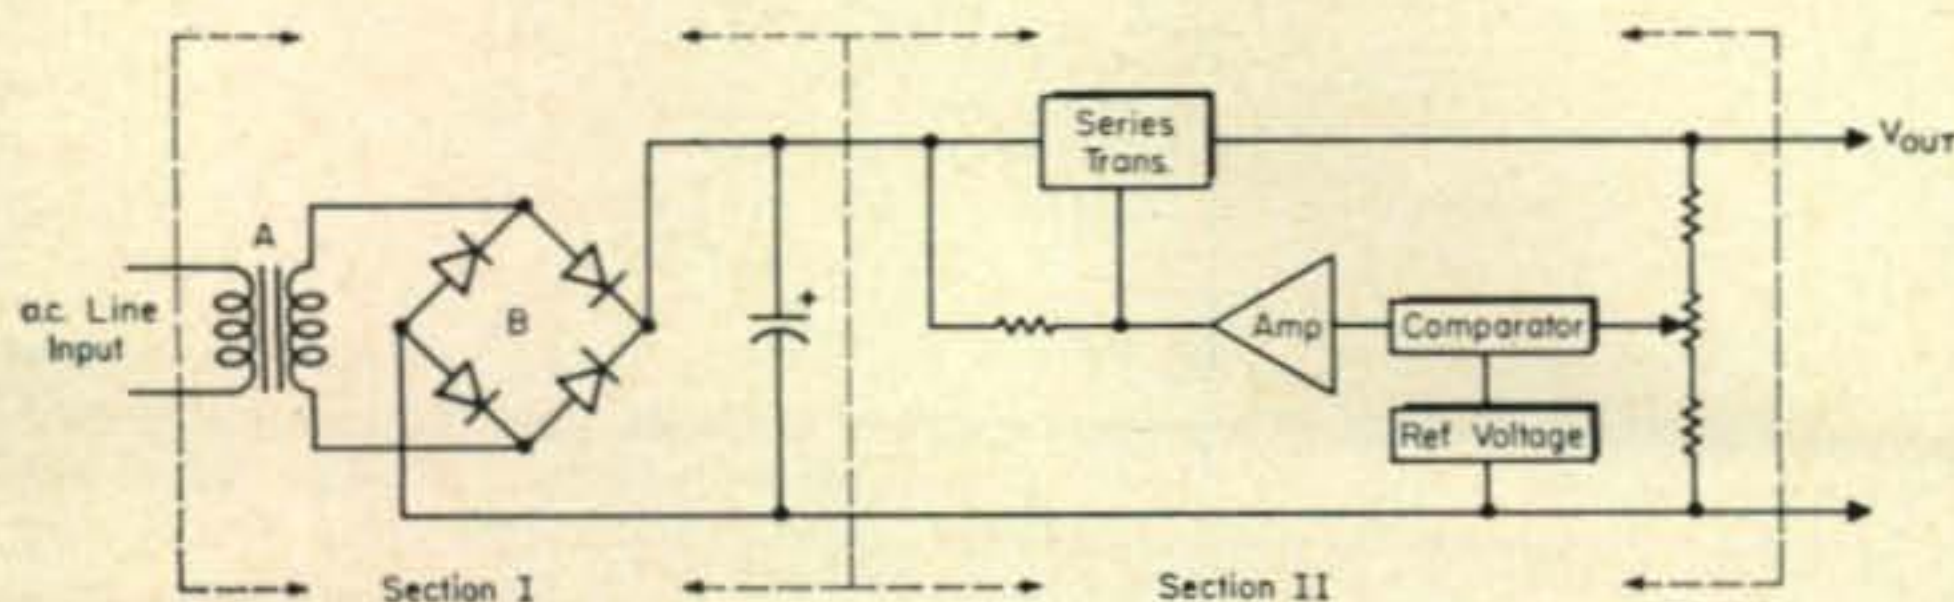 a.c. Line
Input
A
B
+
Series
Trans.
Amp
Comparator
Ref Voltage
VOUT
Section I
Section II